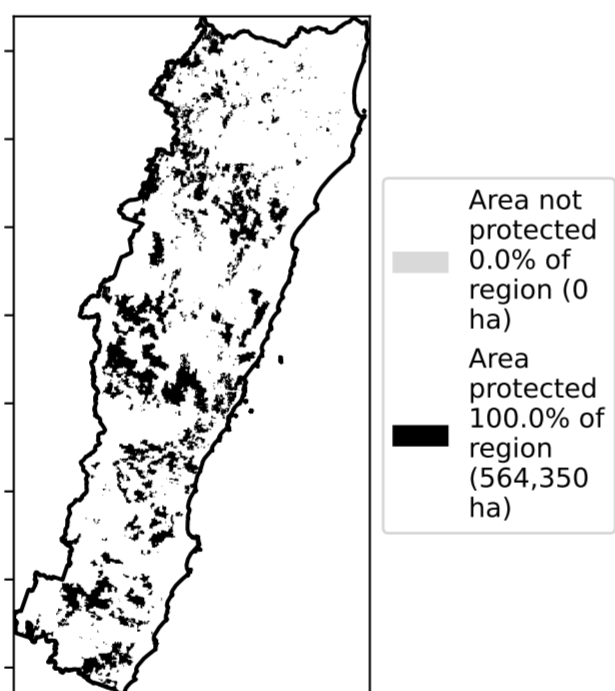 Area not
protected
0.0% of
region (0
ha)
Area
protected
100.0% of
region
(564,350
ha)